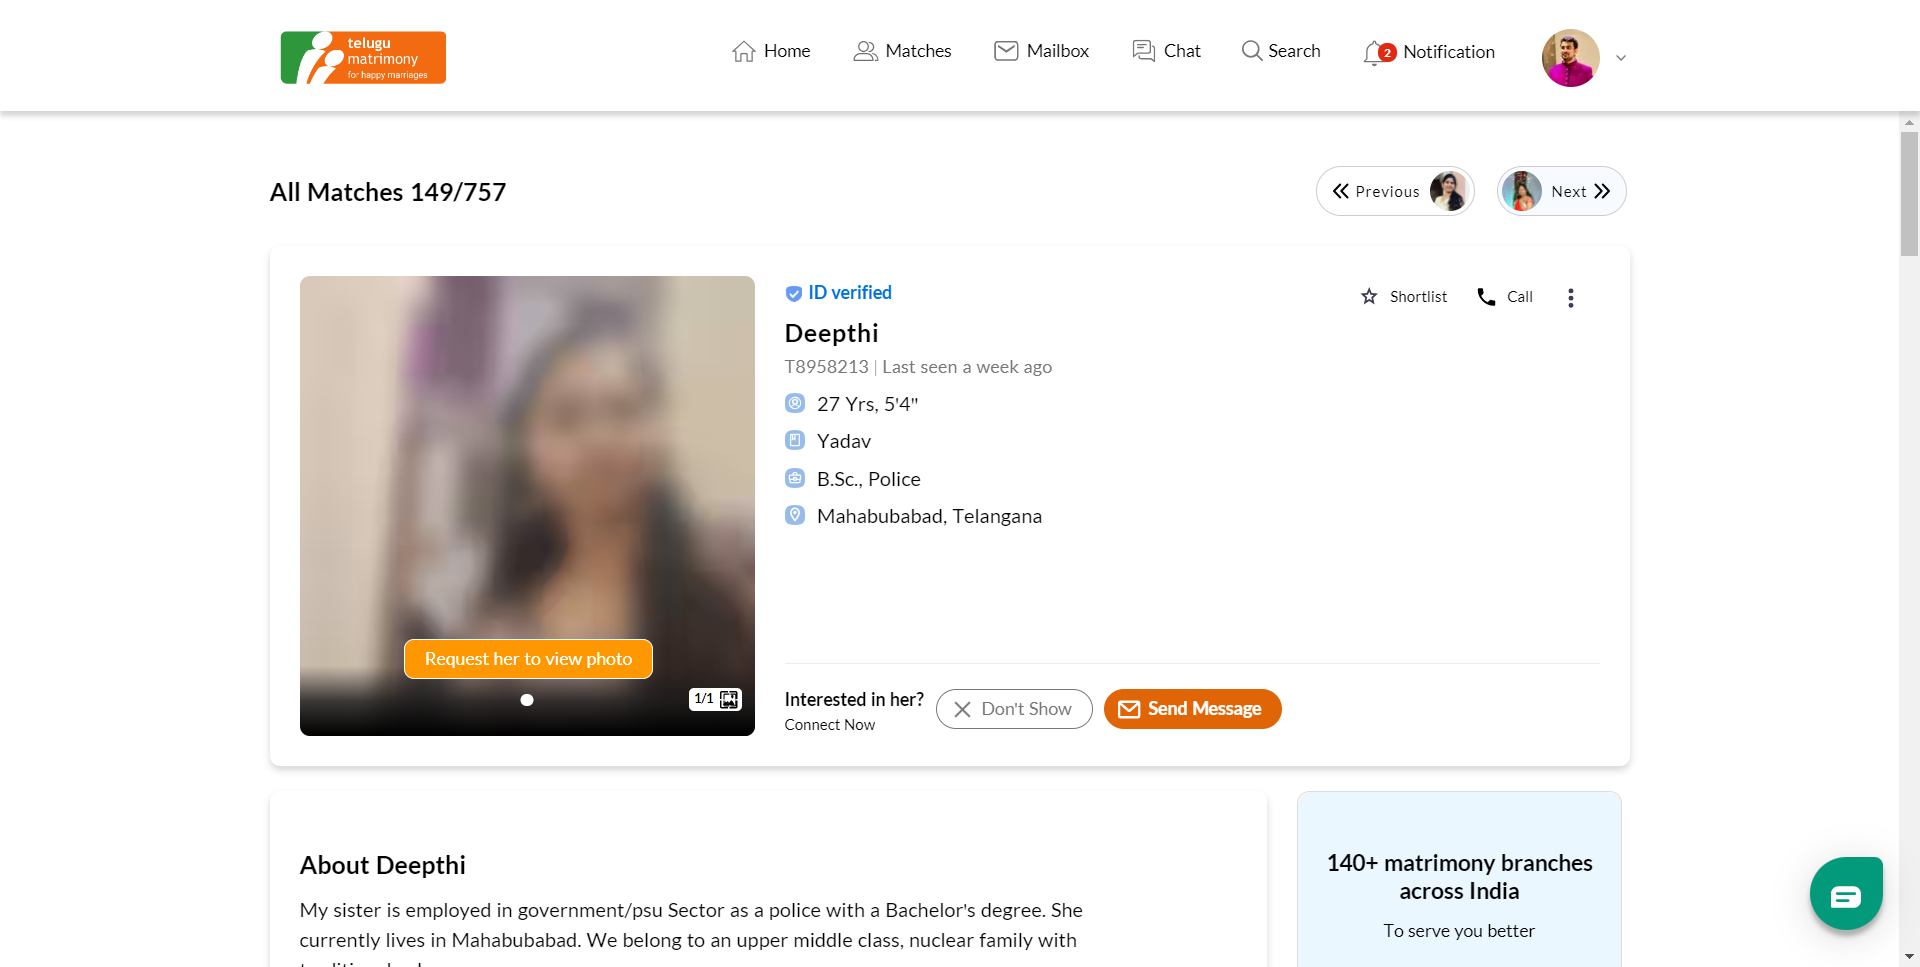 telugu
matrimony
for happy marriages
Home
Matches
Mailbox
Chat
Search
2
Notification
All Matches 149/757
Previous
Next
ID verified
Shortlist
Call
Deepthi
T8958213 | Last seen a week ago
27 Yrs, 5'4"
Yadav
B.Sc., Police
Mahabubabad, Telangana
Request her to view photo
1/1
Interested in her?
Connect Now
Don't Show
Send Message
About Deepthi
My sister is employed in government/psu Sector as a police with a Bachelor's degree. She
currently lives in Mahabubabad. We belong to an upper middle class, nuclear family with
140+ matrimony branches
across India
To serve you better